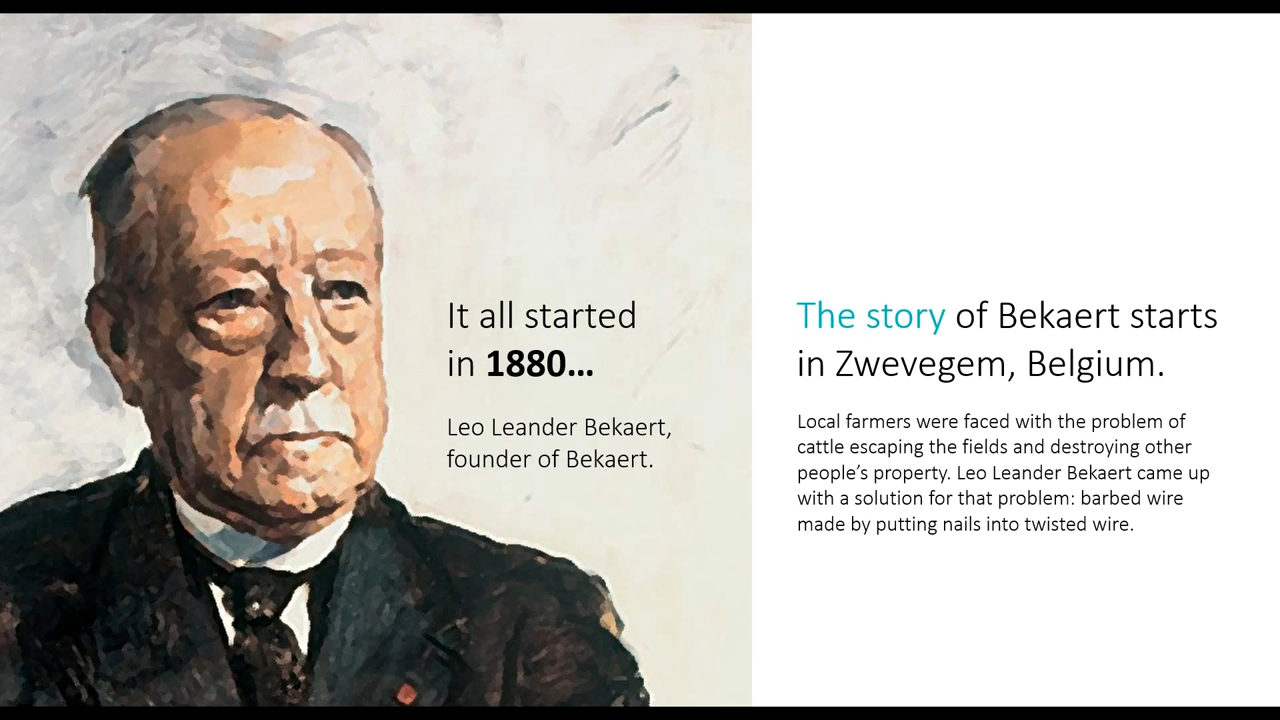 It all started
in 1880...
Leo Leander Bekaert,
founder of Bekaert.
The story of Bekaert starts
in Zwevegem, Belgium.
Local farmers were faced with the problem of
cattle escaping the fields and destroying other
people’s property. Leo Leander Bekaert came up
with a solution for that problem: barbed wire
made by putting nails into twisted wire.